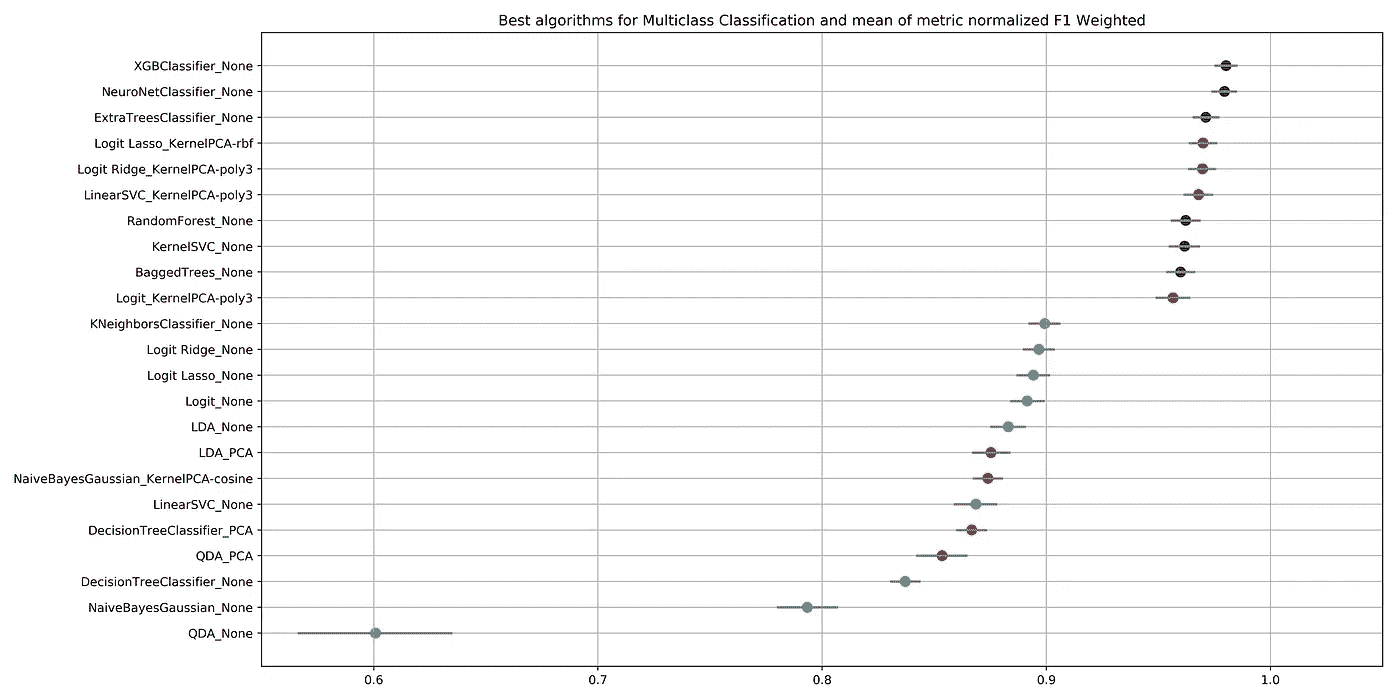 Best algorithms for Multiclass Classification and mean of metric normalized F1 Weighted
XGBClassifier_None
NeuroNetClassifier_None
ExtraTreesClassifier_None
Logit Lasso_KernelPCA-rbf
Logit Ridge_KernelPCA-poly3
LinearSVC_KernelPCA-poly3
RandomForest_None
KernelSVC_None
BaggedTrees_None
Logit_KernelPCA-poly3
KNeighborsClassifier_None
Logit Ridge_None
Logit Lasso_None
Logit_None
LDA_None
LDA_PCA
NaiveBayesGaussian_KernelPCA-cosine
LinearSVC_None
DecisionTreeClassifier_PCA
QDA_PCA
DecisionTreeClassifier_None
NaiveBayesGaussian_None
QDA_None
0.6 0.7 0.8 0.9 1.0